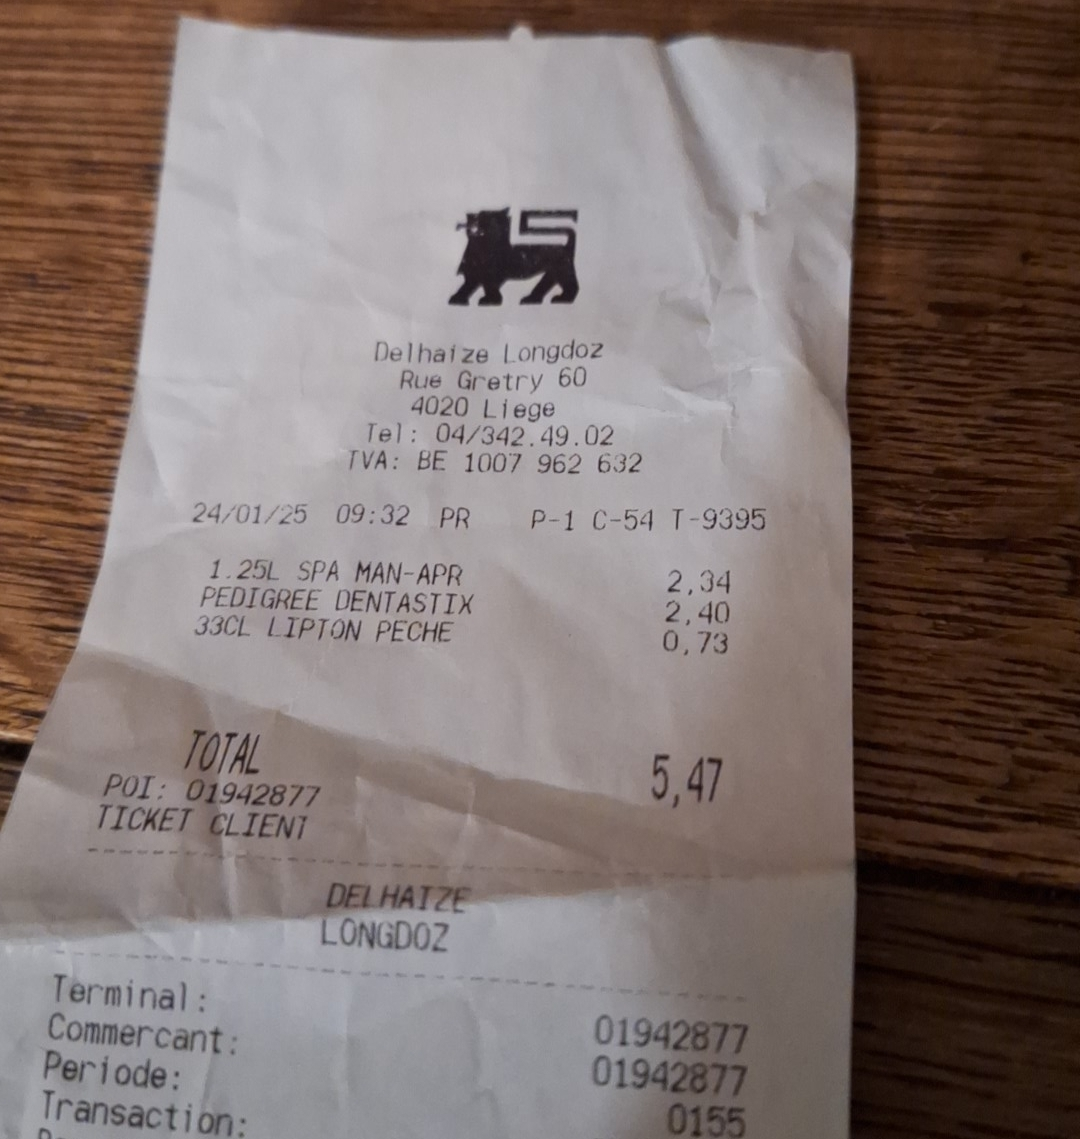 Delhaize Longdoz
Rue Gretry 60
4020 Liege
Tel: 04/342.49.02
TVA: BE 1007 962 632
24/01/25 09:32 PR P-1 C-54 T-9395
1.25L SPA MAN-APR 2,34
PEDIGREE DENTASTIX 2,40
33CL LIPTON PECHE 0,73
TOTAL 5,47
POI: 01942877
TICKET CLIENT
DELHAIZE
LONGDOZ
Terminal: 01942877
Commercant: 01942877
Periode: 0155
Transaction: